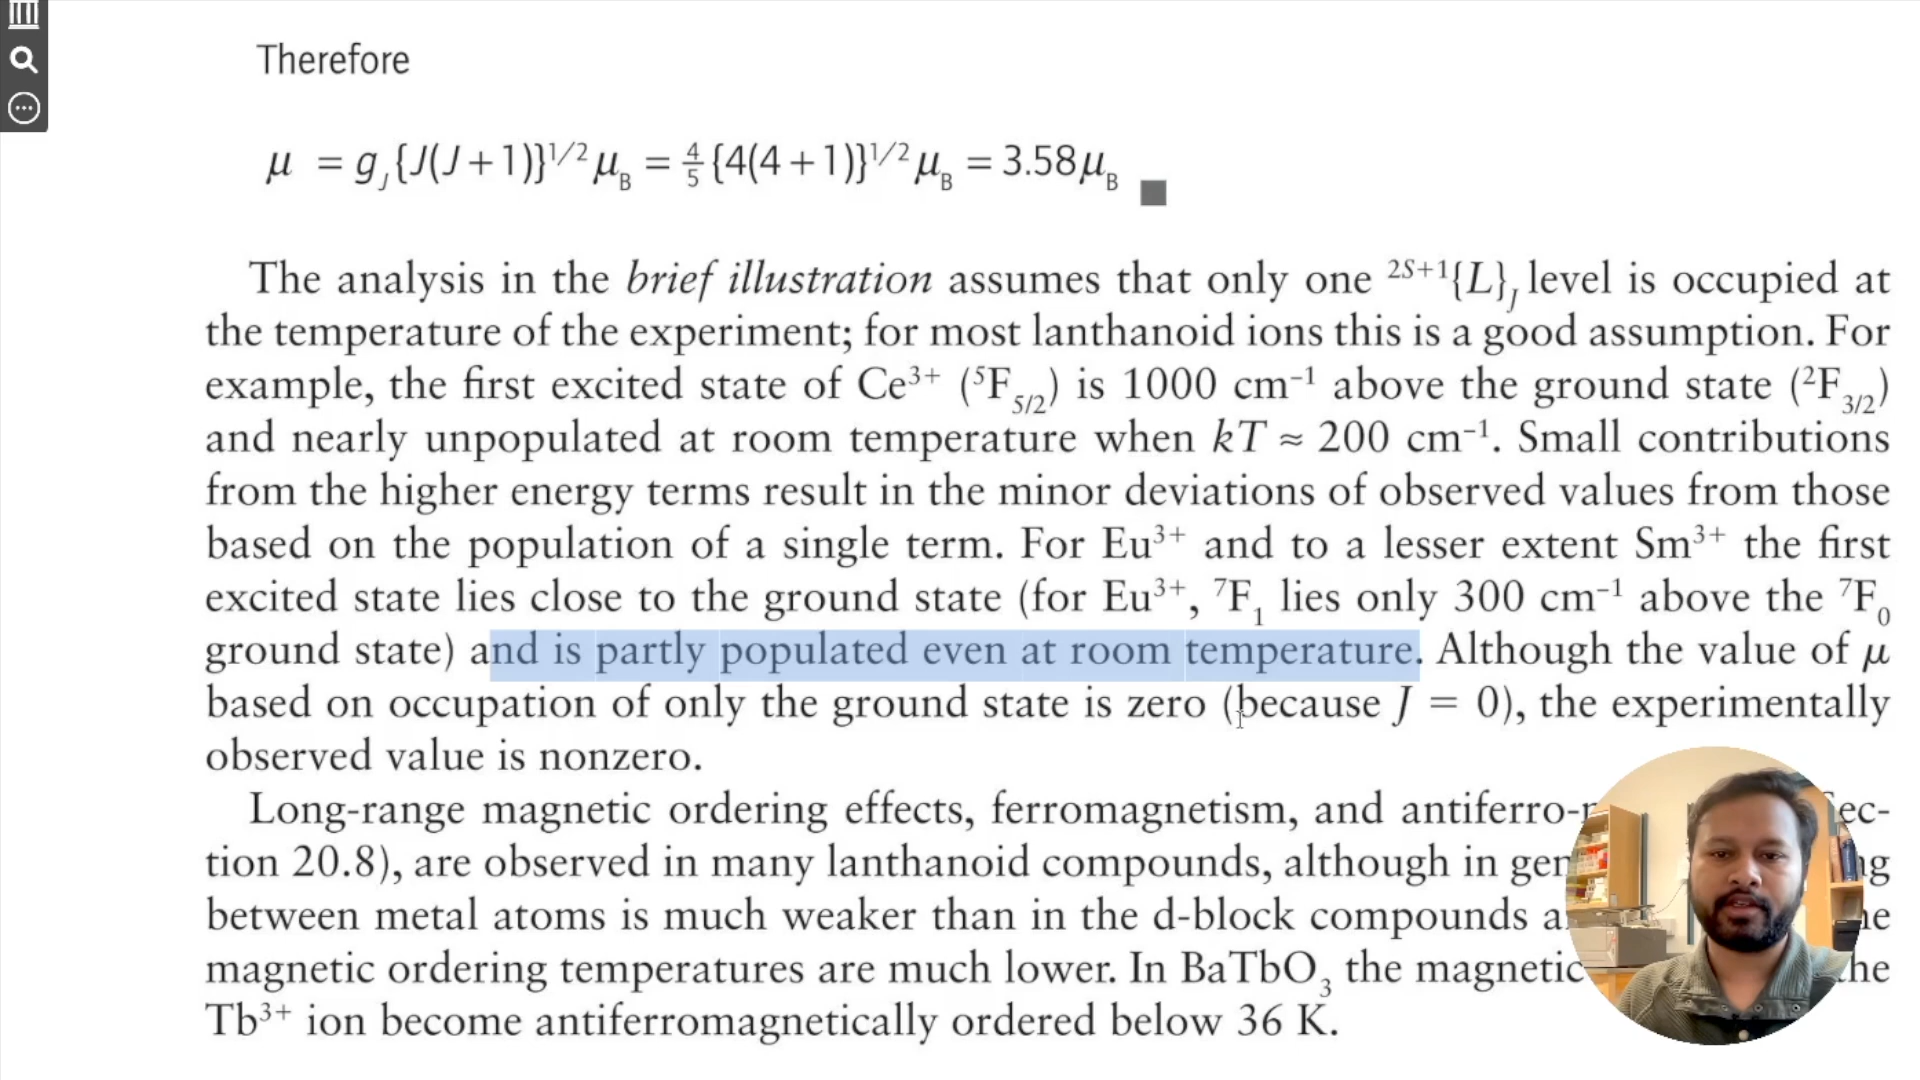 Therefore
μ = g_J{J(J+1)}^1/2 μ_B = 4/5 {4(4+1)}^1/2 μ_B = 3.58μ_B ■
The analysis in the brief illustration assumes that only one ²ˢ⁺¹{L}_J level is occupied at
the temperature of the experiment; for most lanthanoid ions this is a good assumption. For
example, the first excited state of Ce³⁺ (⁵F₅/₂) is 1000 cm⁻¹ above the ground state (²F₃/₂)
and nearly unpopulated at room temperature when kT ≈ 200 cm⁻¹. Small contributions
from the higher energy terms result in the minor deviations of observed values from those
based on the population of a single term. For Eu³⁺ and to a lesser extent Sm³⁺ the first
excited state lies close to the ground state (for Eu³⁺, ⁷F₁ lies only 300 cm⁻¹ above the ⁷F₀
ground state) and is partly populated even at room temperature. Although the value of μ
based on occupation of only the ground state is zero (because J = 0), the experimentally
observed value is nonzero.
Long-range magnetic ordering effects, ferromagnetism, and antiferro-
tion 20.8), are observed in many lanthanoid compounds, although in
between metal atoms is much weaker than in the d-block compounds
magnetic ordering temperatures are much lower. In BaTbO₃ the magnetic
Tb³⁺ ion become antiferromagnetically ordered below 36 K.